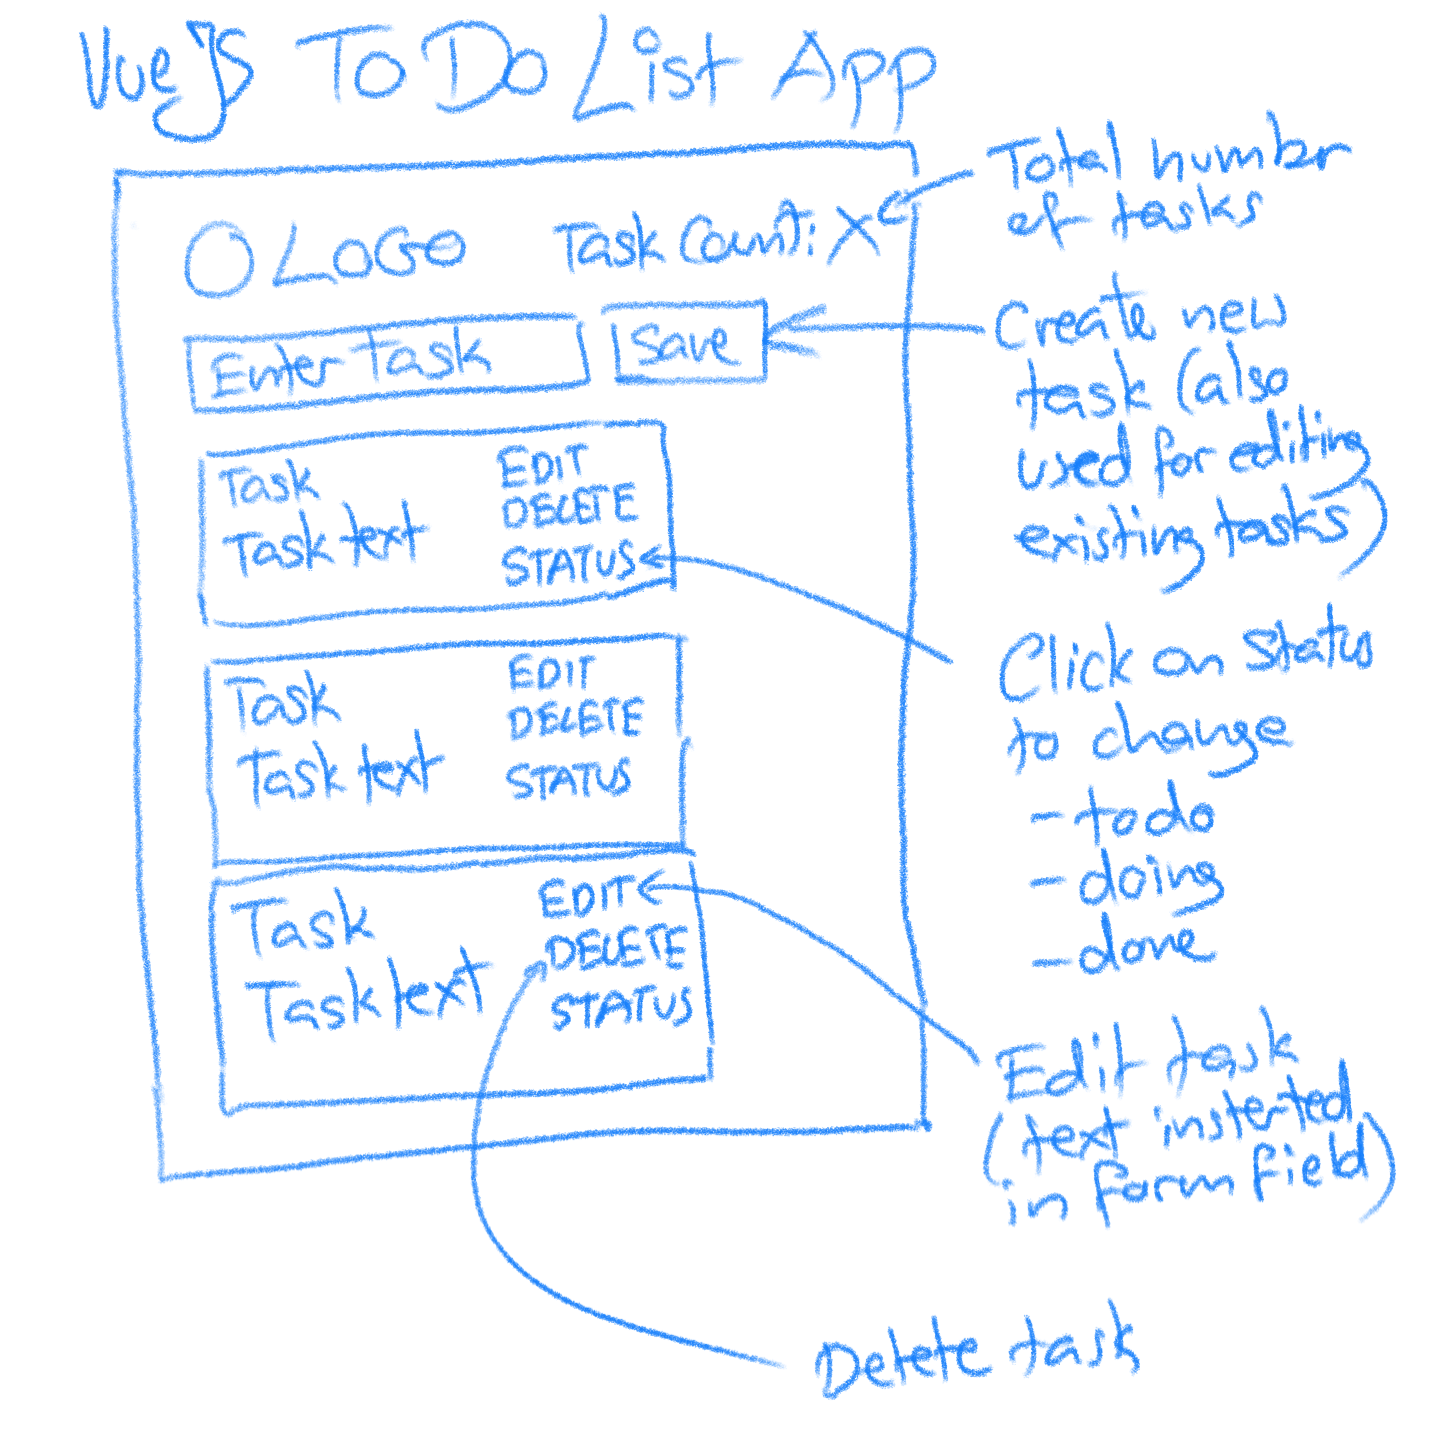 Vue JS To Do List App
LOGO Task Count: X
Total number
of tasks
Enter Task Save
Create new
task (also
used for editing
existing tasks)
Task EDIT
DELETE
Task text
STATUS
Click on Status
to change
- todo
- doing
- done
Task EDIT
DELETE
Task text STATUS
Task EDIT
DELETE
Task text STATUS
Edit task
(text insterted
in form field)
Delete task